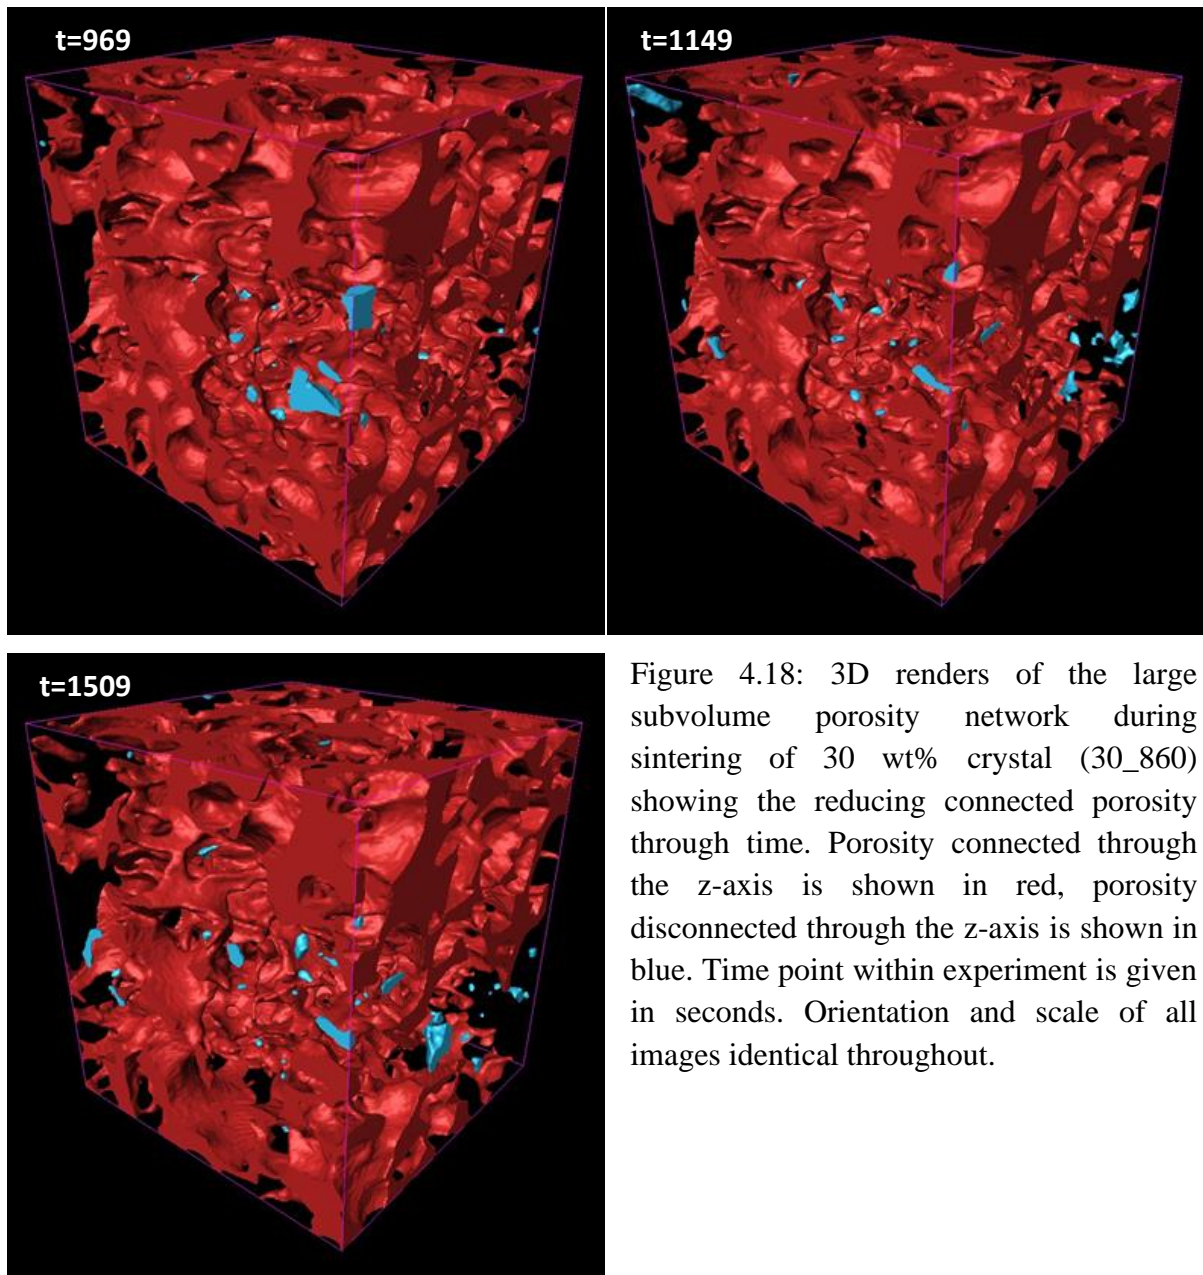 t=969
t=1149
t=1509
Figure 4.18: 3D renders of the large
subvolume porosity network during
sintering of 30 wt% crystal (30_860)
showing the reducing connected porosity
through time. Porosity connected through
the z-axis is shown in red, porosity
disconnected through the z-axis is shown in
blue. Time point within experiment is given
in seconds. Orientation and scale of all
images identical throughout.